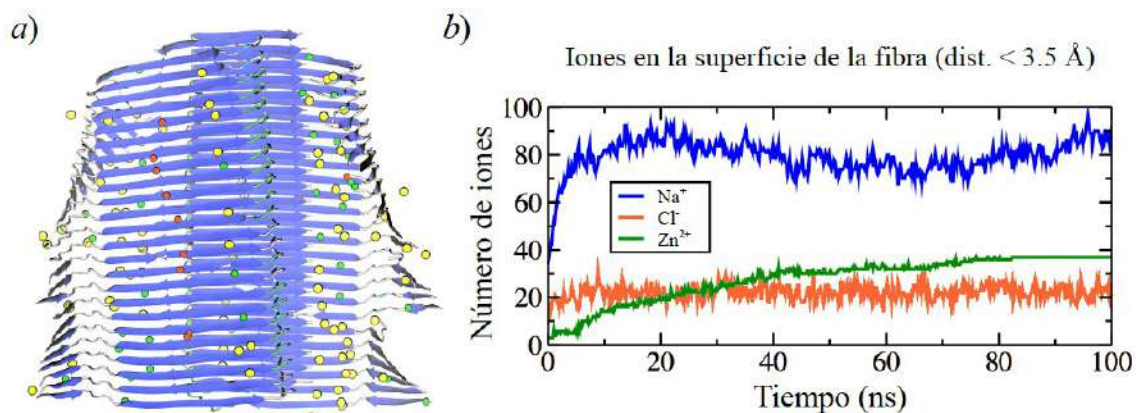 a)
b)
Iones en la superficie de la fibra (dist. < 3.5 Å)
Número de iones
100
80
60
40
20
0
Na⁺
Cl⁻
Zn²⁺
0 20 40 60 80 100
Tiempo (ns)